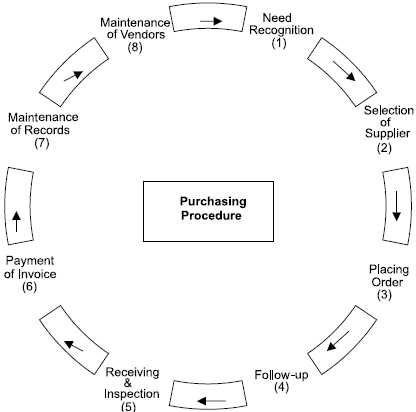 Need
Recognition
(1)
Selection
of
Supplier
(2)
Placing
Order
(3)
Follow-up
(4)
Receiving
&
Inspection
(5)
Payment
of Invoice
(6)
Maintenance
of Records
(7)
Maintenance
of Vendors
(8)
Purchasing
Procedure